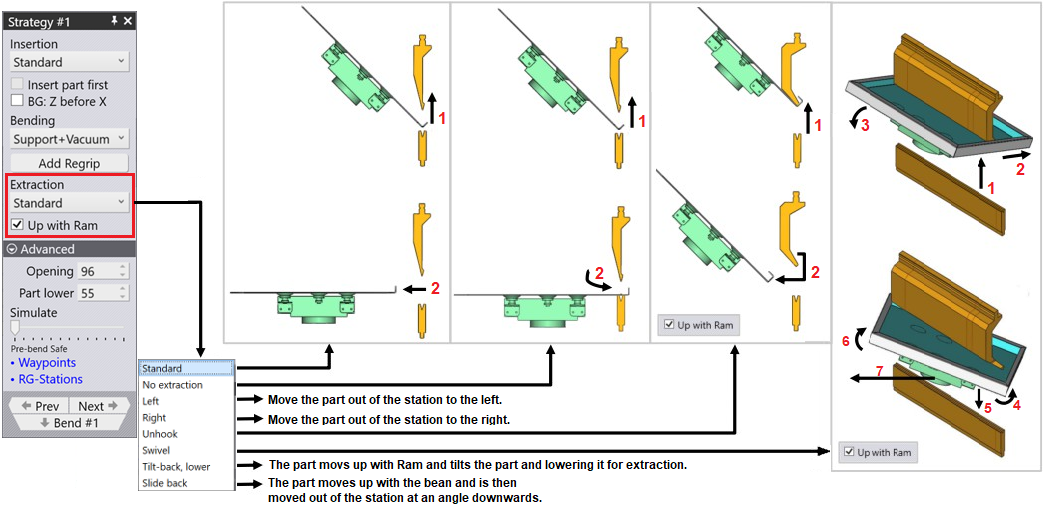 Strategy #1
Insertion
Standard
Insert part first
BG: Z before X
Bending
Support+Vacuum
Add Regrip
Extraction
Standard
Up with Ram
Advanced
Opening 96
Part lower 55
Simulate
Pre-bend Safe
• Waypoints
• RG-Stations
Prev Next
Bend #1
Standard
No extraction
Left
Right
Unhook
Swivel
Tilt-back, lower
Slide back
Move the part out of the station to the left.
Move the part out of the station to the right.
The part movs up with Ram and tilts the part and lowering it for extraction.
The part moves up with the bean and is then
moved out of the station at an angle downwards.
1
2
1
2
1
2
Up with Ram
3
2
1
6
7
5
4
Up with Ram